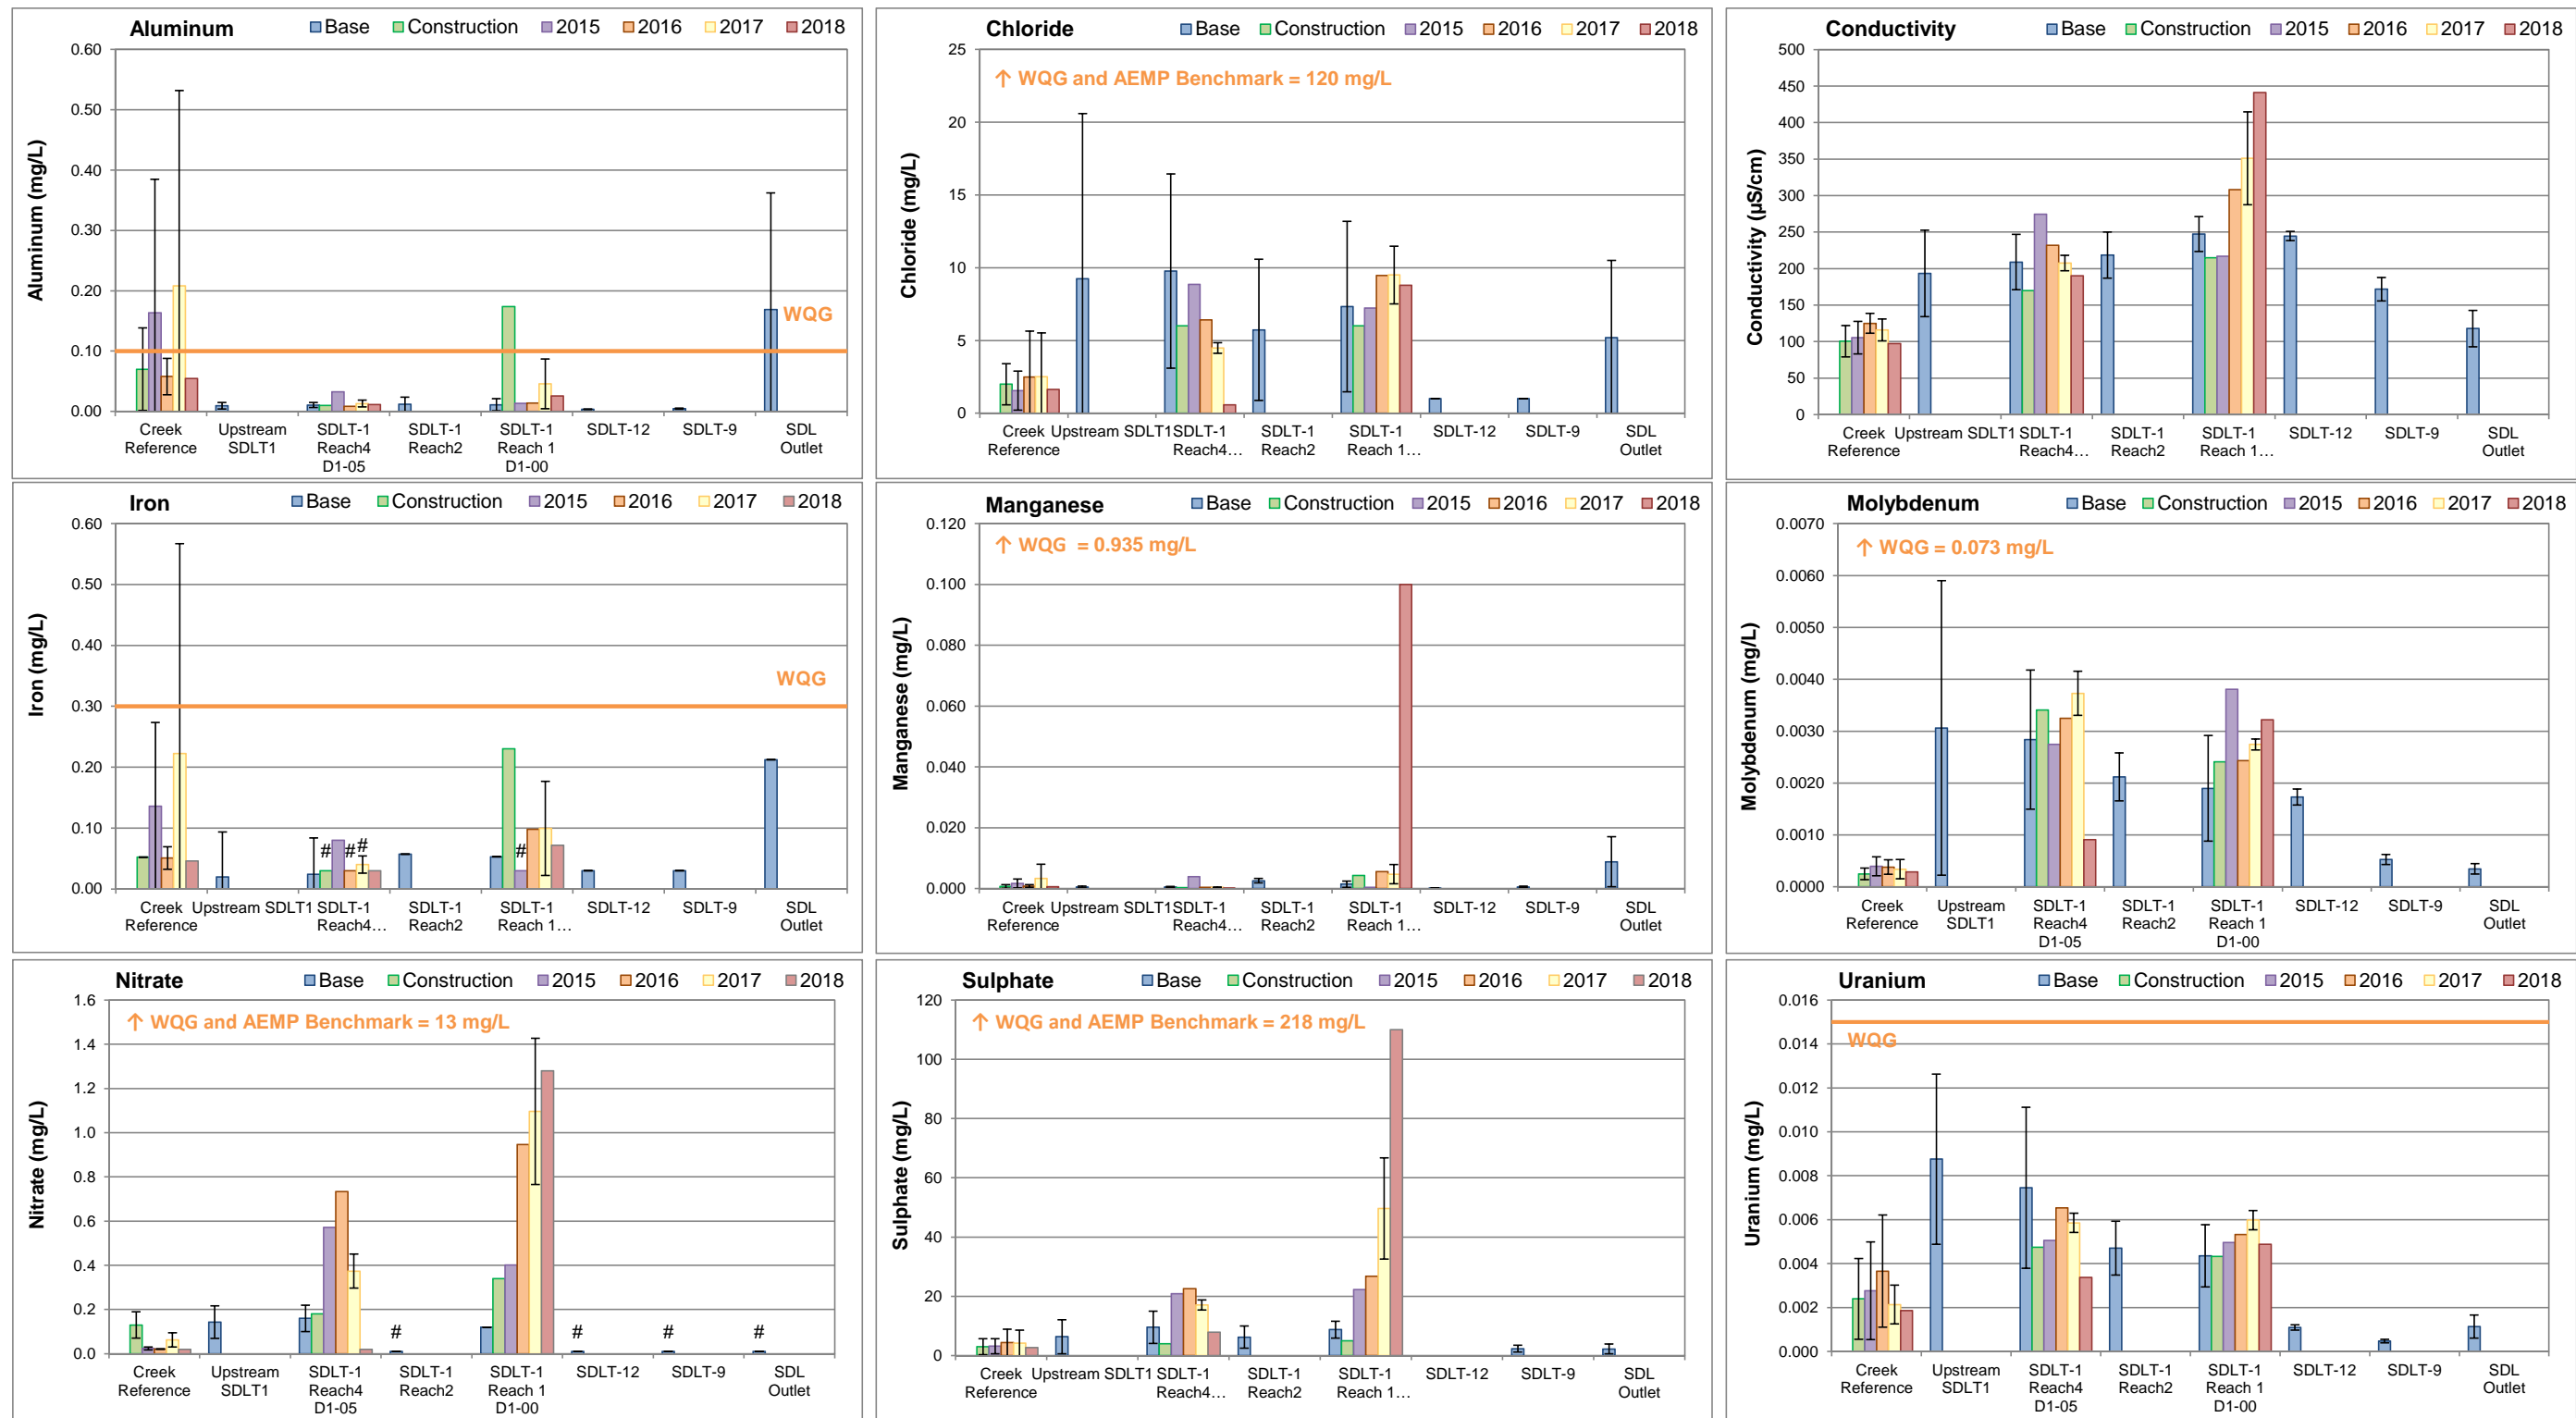 Aluminum
Base Construction 2015 2016 2017 2018
Aluminum (mg/L)
0.60
0.50
0.40
0.30
0.20
0.10
0.00
WQG
Creek Reference
Upstream SDLT1
SDLT-1 Reach4 D1-05
SDLT-1 Reach2
SDLT-1 Reach 1 D1-00
SDLT-12
SDLT-9
SDL Outlet
Chloride
Base Construction 2015 2016 2017 2018
↑ WQG and AEMP Benchmark = 120 mg/L
Chloride (mg/L)
25
20
15
10
5
0
Creek Reference
Upstream SDLT1
SDLT-1 Reach4…
SDLT-1 Reach2
SDLT-1 Reach 1…
SDLT-12
SDLT-9
SDL Outlet
Conductivity
Base Construction 2015 2016 2017 2018
Conductivity (µS/cm)
500
450
400
350
300
250
200
150
100
50
0
Creek Reference
Upstream SDLT1
SDLT-1 Reach4…
SDLT-1 Reach2
SDLT-1 Reach 1…
SDLT-12
SDLT-9
SDL Outlet
Iron
Base Construction 2015 2016 2017 2018
Iron (mg/L)
0.60
0.50
0.40
0.30
0.20
0.10
0.00
WQG
# # # #
Creek Reference
Upstream SDLT1
SDLT-1 Reach4…
SDLT-1 Reach2
SDLT-1 Reach 1…
SDLT-12
SDLT-9
SDL Outlet
Manganese
Base Construction 2015 2016 2017 2018
↑ WQG = 0.935 mg/L
Manganese (mg/L)
0.120
0.100
0.080
0.060
0.040
0.020
0.000
Creek Reference
Upstream SDLT1
SDLT-1 Reach4…
SDLT-1 Reach2
SDLT-1 Reach 1…
SDLT-12
SDLT-9
SDL Outlet
Molybdenum
Base Construction 2015 2016 2017 2018
↑ WQG = 0.073 mg/L
Molybdenum (mg/L)
0.0070
0.0060
0.0050
0.0040
0.0030
0.0020
0.0010
0.0000
Creek Reference
Upstream SDLT1
SDLT-1 Reach4 D1-05
SDLT-1 Reach2
SDLT-1 Reach 1 D1-00
SDLT-12
SDLT-9
SDL Outlet
Nitrate
Base Construction 2015 2016 2017 2018
↑ WQG and AEMP Benchmark = 13 mg/L
Nitrate (mg/L)
1.6
1.4
1.2
1.0
0.8
0.6
0.4
0.2
0.0
# # # #
Creek Reference
Upstream SDLT1
SDLT-1 Reach4 D1-05
SDLT-1 Reach2
SDLT-1 Reach 1 D1-00
SDLT-12
SDLT-9
SDL Outlet
Sulphate
Base Construction 2015 2016 2017 2018
↑ WQG and AEMP Benchmark = 218 mg/L
Sulphate (mg/L)
120
100
80
60
40
20
0
Creek Reference
Upstream SDLT1
SDLT-1 Reach4…
SDLT-1 Reach2
SDLT-1 Reach 1…
SDLT-12
SDLT-9
SDL Outlet
Uranium
Base Construction 2015 2016 2017 2018
WQG
Uranium (mg/L)
0.016
0.014
0.012
0.010
0.008
0.006
0.004
0.002
0.000
Creek Reference
Upstream SDLT1
SDLT-1 Reach4 D1-05
SDLT-1 Reach2
SDLT-1 Reach 1 D1-00
SDLT-12
SDLT-9
SDL Outlet